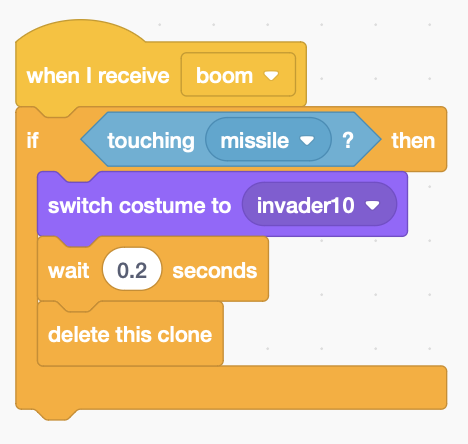 when I receive boom
if touching missile ? then
switch costume to invader10
wait 0.2 seconds
delete this clone